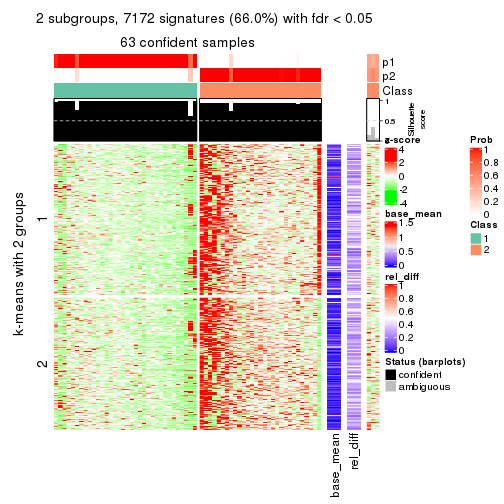 2 subgroups, 7172 signatures (66.0%) with fdr < 0.05
63 confident samples
p1
p2
Class
1
0.5
0
Silhouette
score
k-means with 2 groups
1
2
base_mean
rel_diff
z-score
4
2
0
-2
-4
base_mean
1.5
1
0.5
0
rel_diff
1
0.8
0.6
0.4
0.2
0
Status (barplots)
confident
ambiguous
Prob
1
0.8
0.6
0.4
0.2
0
Class
1
2